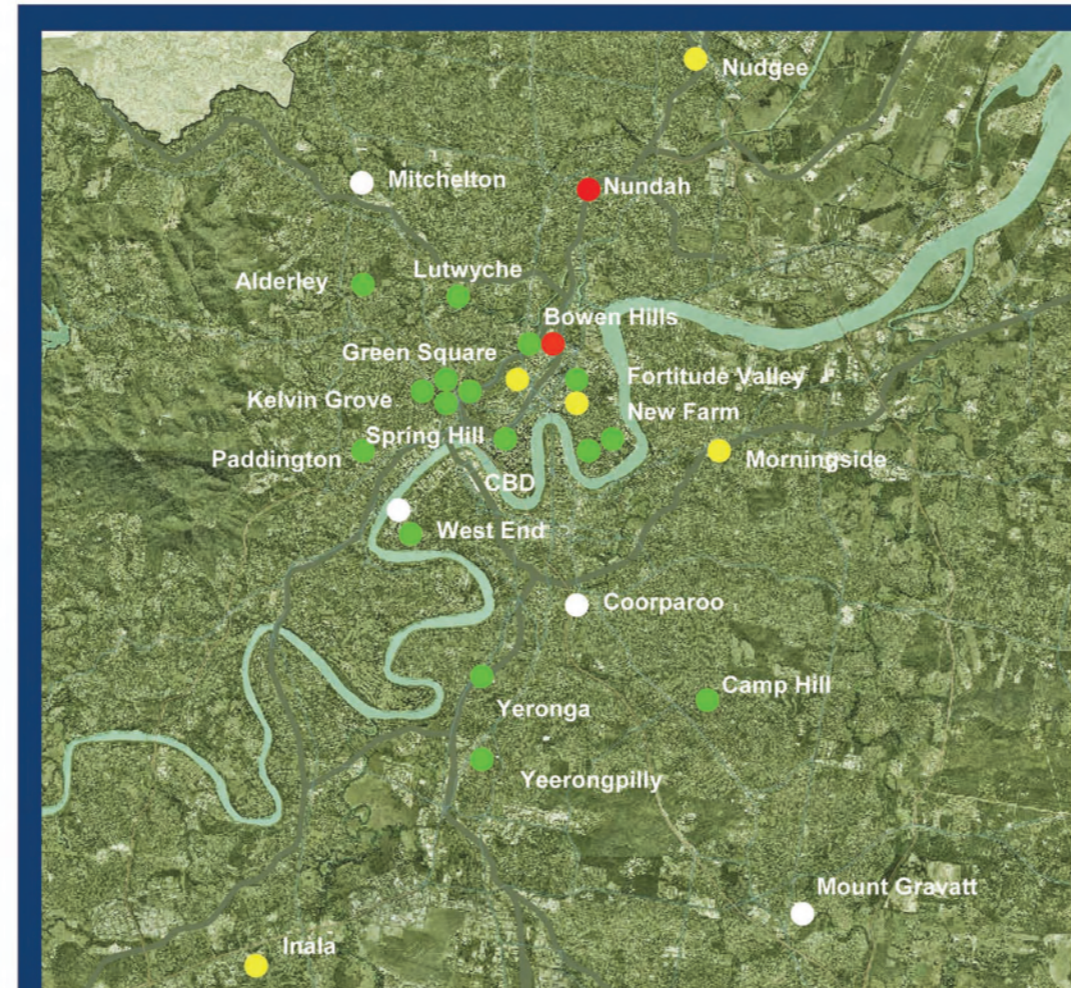 Nudgee
Mitchelton
Nundah
Lutwyche
Alderley
Bowen Hills
Green Square
Fortitude Valley
Kelvin Grove
New Farm
Spring Hill
Paddington
Morningside
CBD
West End
Coorparoo
Camp Hill
Yeronga
Yeerongpilly
Mount Gravatt
Inala